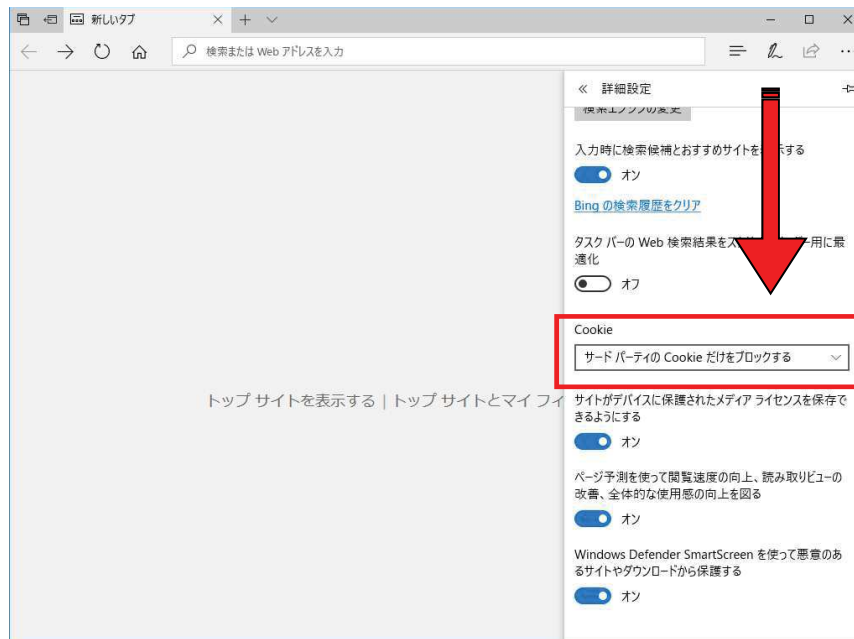 新しいタブ
検索または Web アドレスを入力
詳細設定
検索エンジンの変更
入力時に検索候補とおすすめサイトを表示する
オン
Bing の検索履歴をクリア
タスク バーの Web 検索結果をス
ー用に最
適化
オフ
Cookie
サード パーティの Cookie だけをブロックする
トップ サイトを表示する | トップ サイトとマイ フィ
サイトがデバイスに保護されたメディア ライセンスを保存で
きるようにする
オン
ページ予測を使って閲覧速度の向上、読み取りビューの
改善、全体的な使用感の向上を図る
オン
Windows Defender SmartScreen を使って悪意のあ
るサイトやダウンロードから保護する
オン